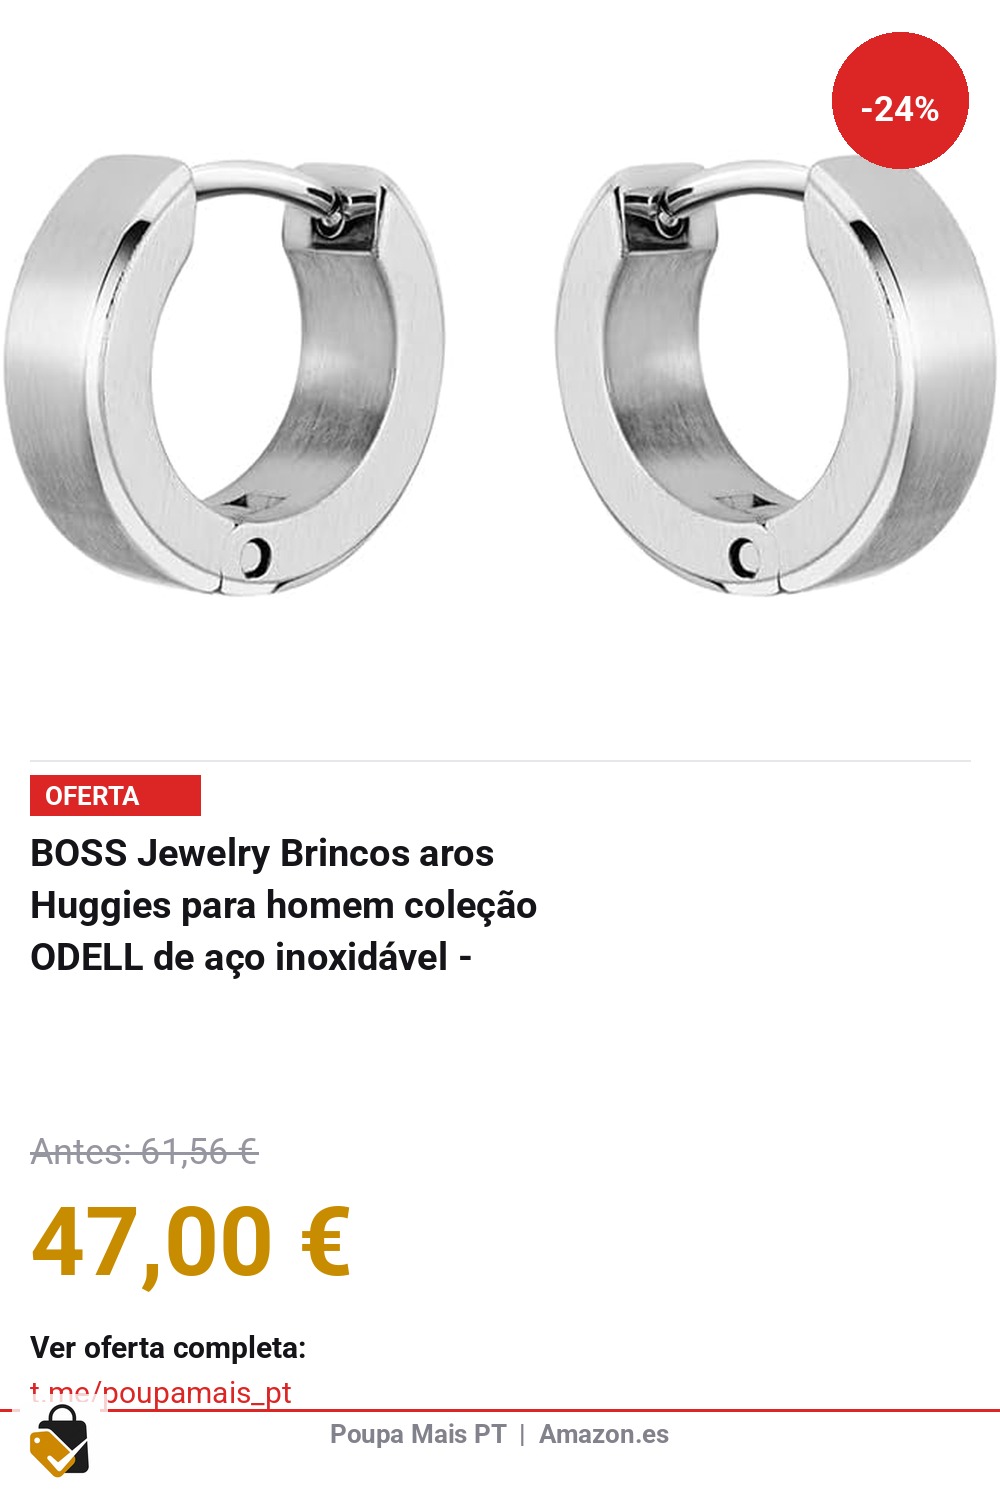 -24%
OFERTA
BOSS Jewelry Brincos aros
Huggies para homem coleção
ODELL de aço inoxidável -
Antes: 61,56 €
47,00 €
Ver oferta completa:
t.me/poupamais_pt
Poupa Mais PT | Amazon.es